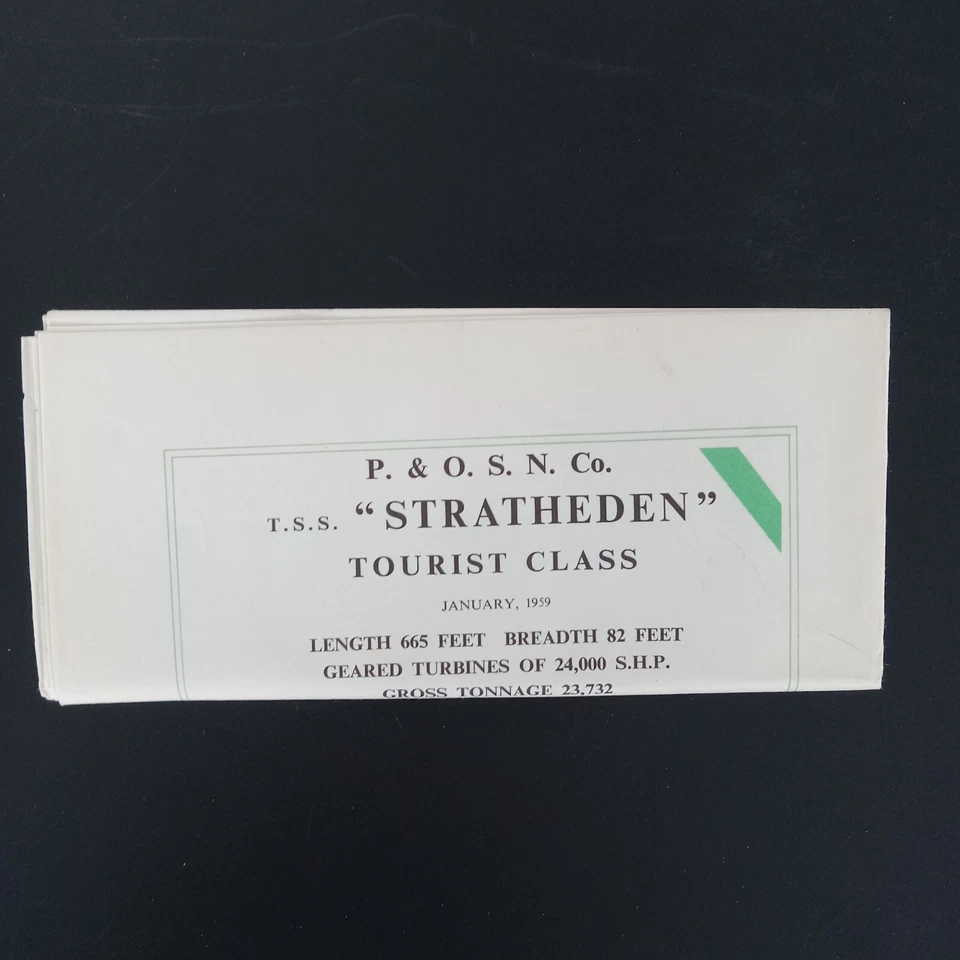 P. & O. S. N. Co.
T.S.S. “STRATHEDEN”
TOURIST CLASS
JANUARY, 1959
LENGTH 665 FEET BREADTH 82 FEET
GEARED TURBINES OF 24,000 S.H.P.
GROSS TONNAGE 23,732